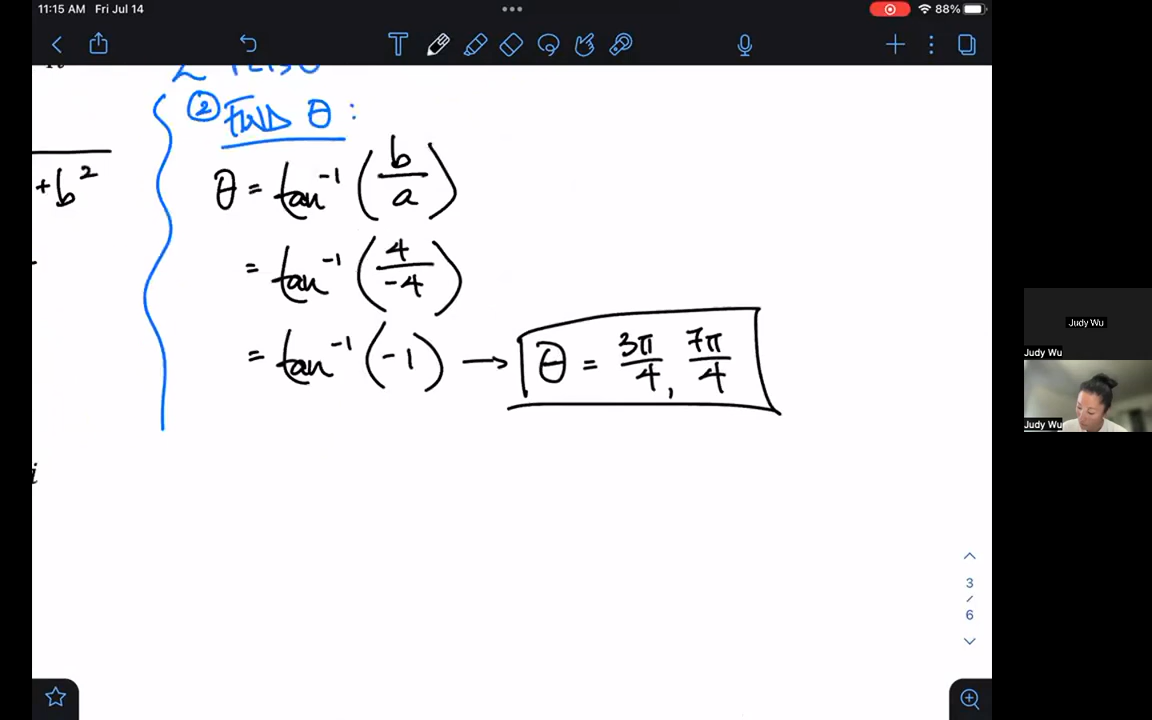 11:15 AM Fri Jul 14
88%
T
② FIND θ:
θ = tan⁻¹ (b/a)
+b²
= tan⁻¹ (4/-4)
= tan⁻¹ (-1) → θ = 3π/4, 7π/4
i
Judy Wu
Judy Wu
Judy Wu
3
/
6